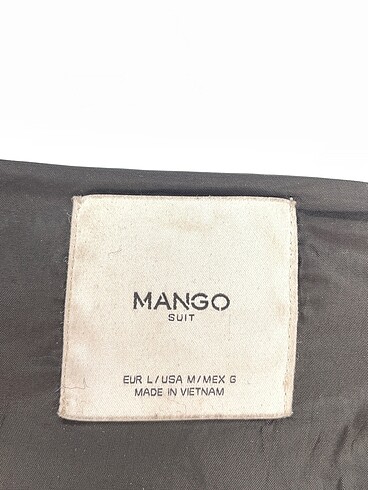 MANGO
SUIT
EUR L/USA M/MEX G
MADE IN VIETNAM